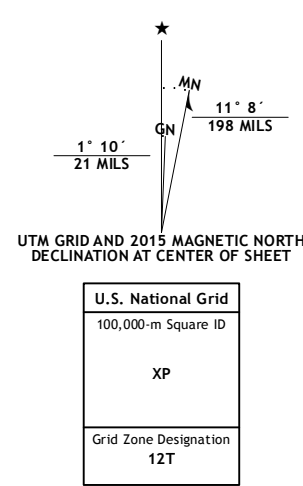 ★
MN
GN
11° 8´
198 MILS
1° 10´
21 MILS
UTM GRID AND 2015 MAGNETIC NORTH
DECLINATION AT CENTER OF SHEET
U.S. National Grid
100,000-m Square ID
XP
Grid Zone Designation
12T